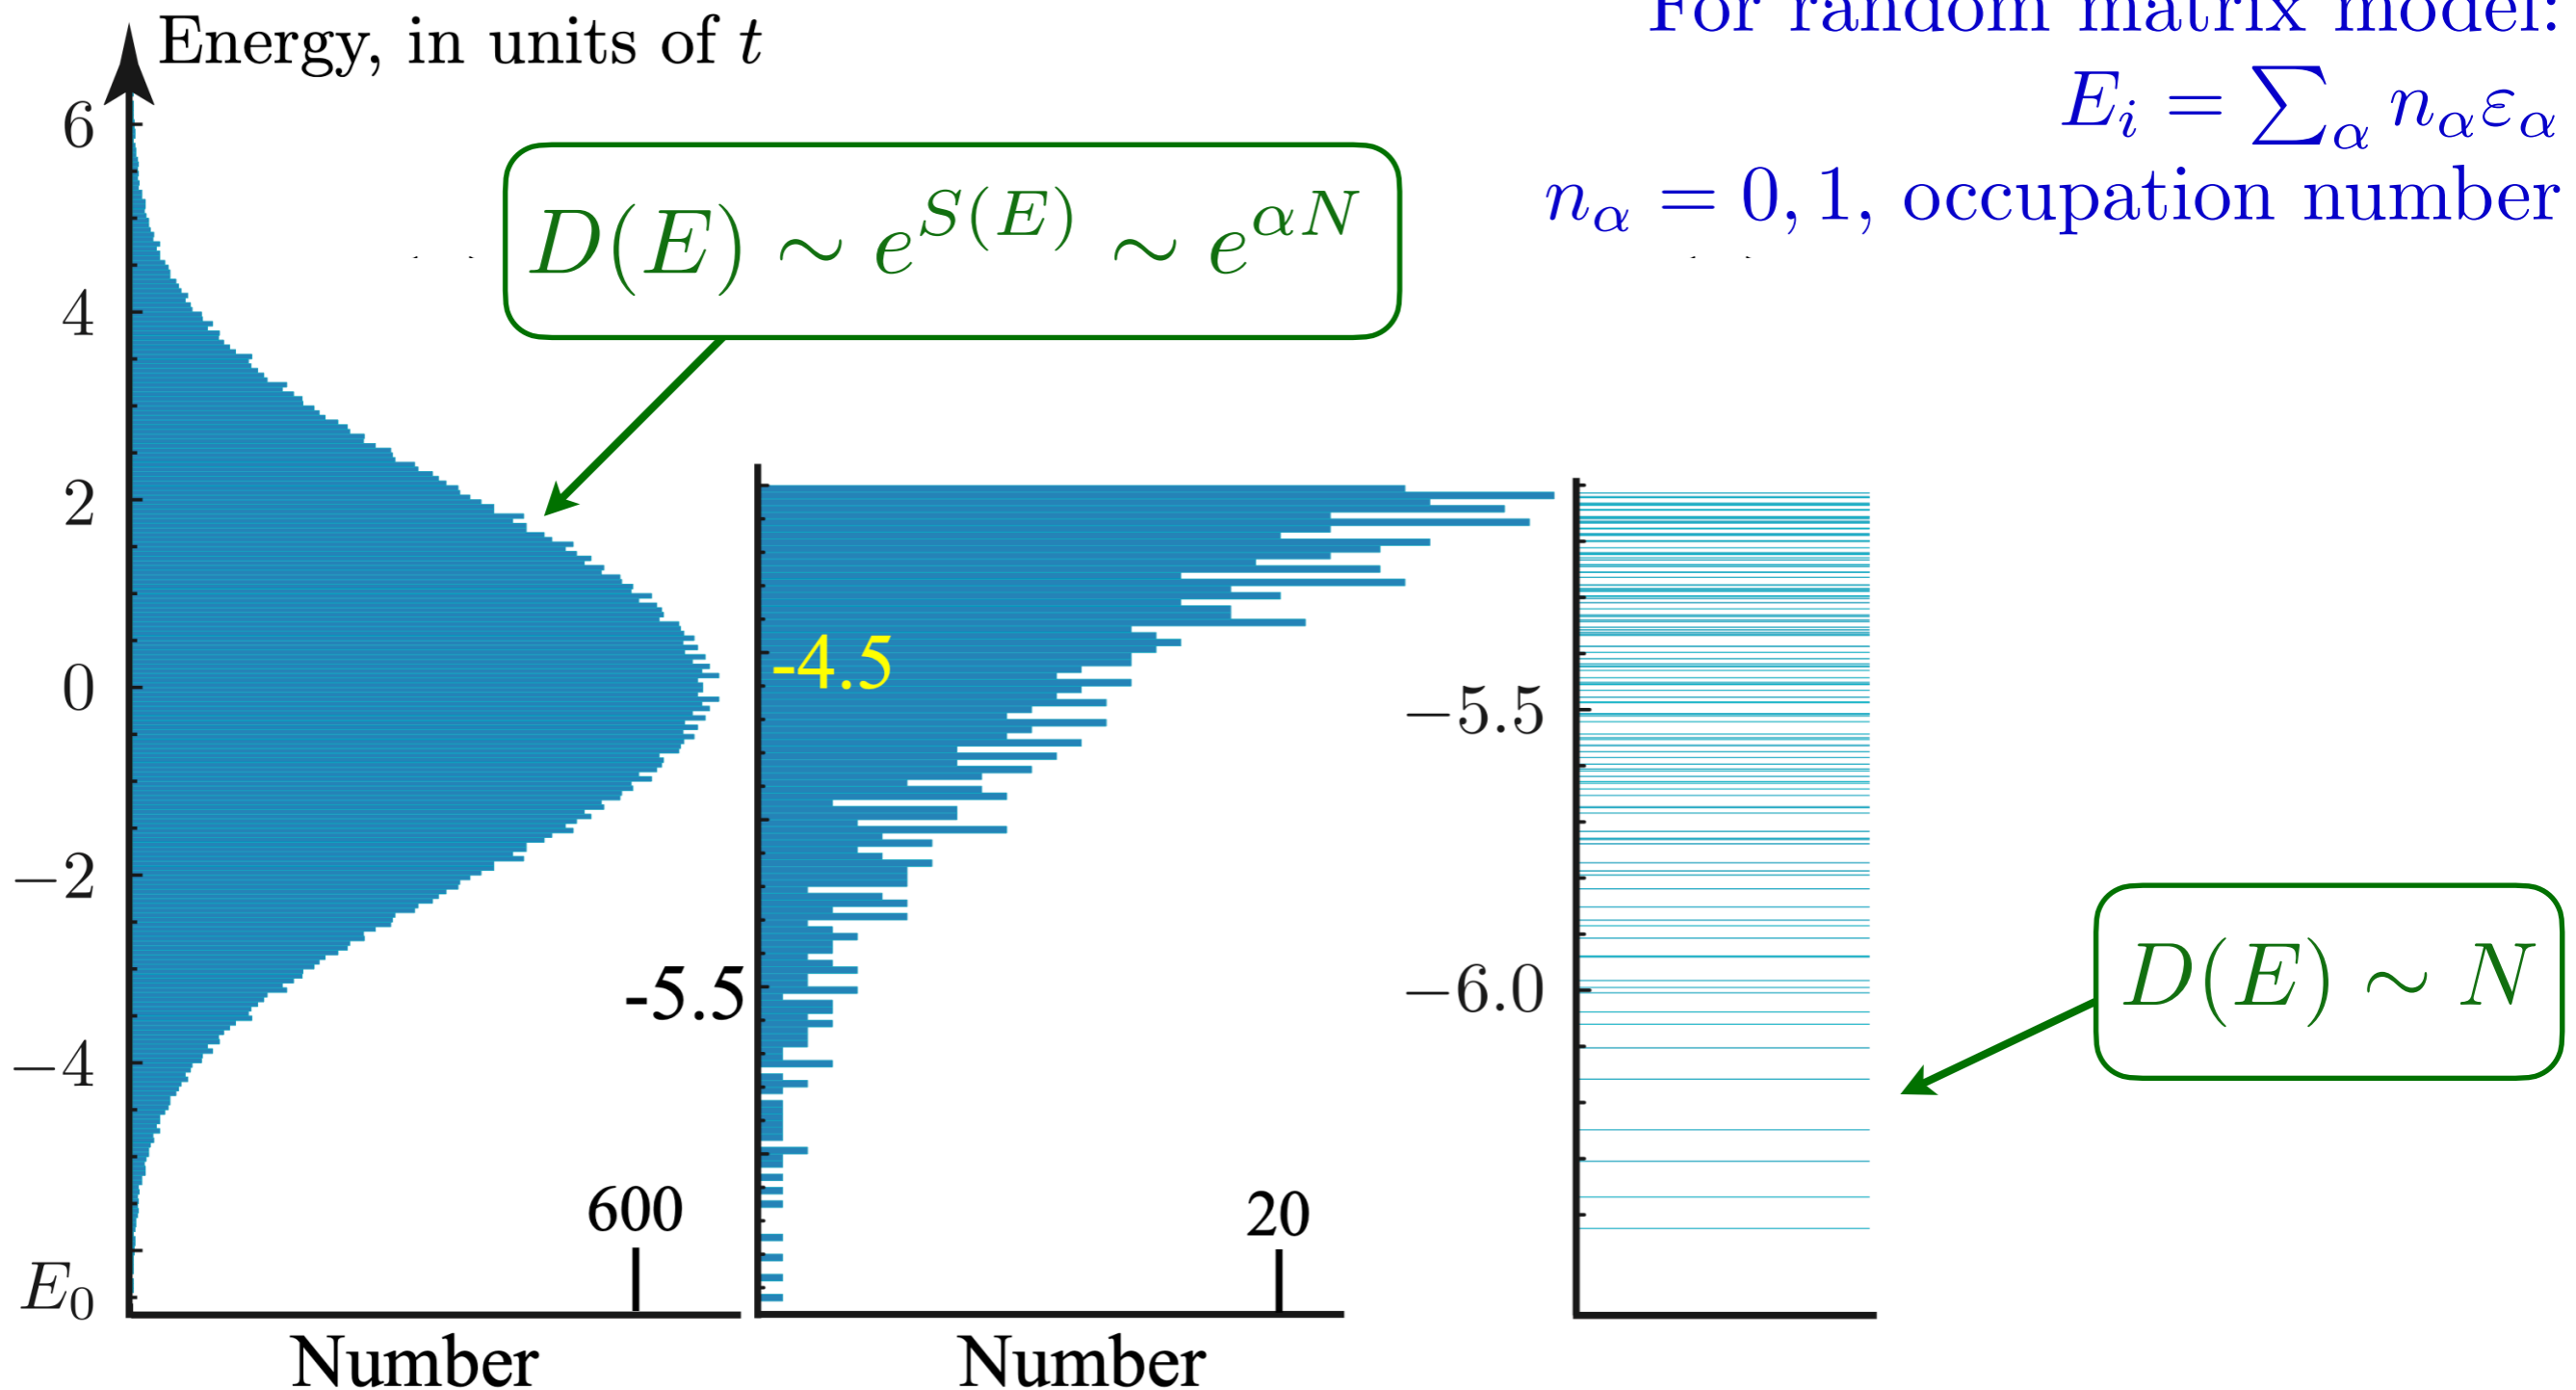 For random matrix model:
Energy, in units of t
E_i = ∑_α n_α ε_α
n_α = 0, 1, occupation number
D(E) ∼ e^{S(E)} ∼ e^{αN}
6
4
2
0
−2
−4
E_0
600
Number
-4.5
-5.5
20
Number
−5.5
−6.0
D(E) ∼ N